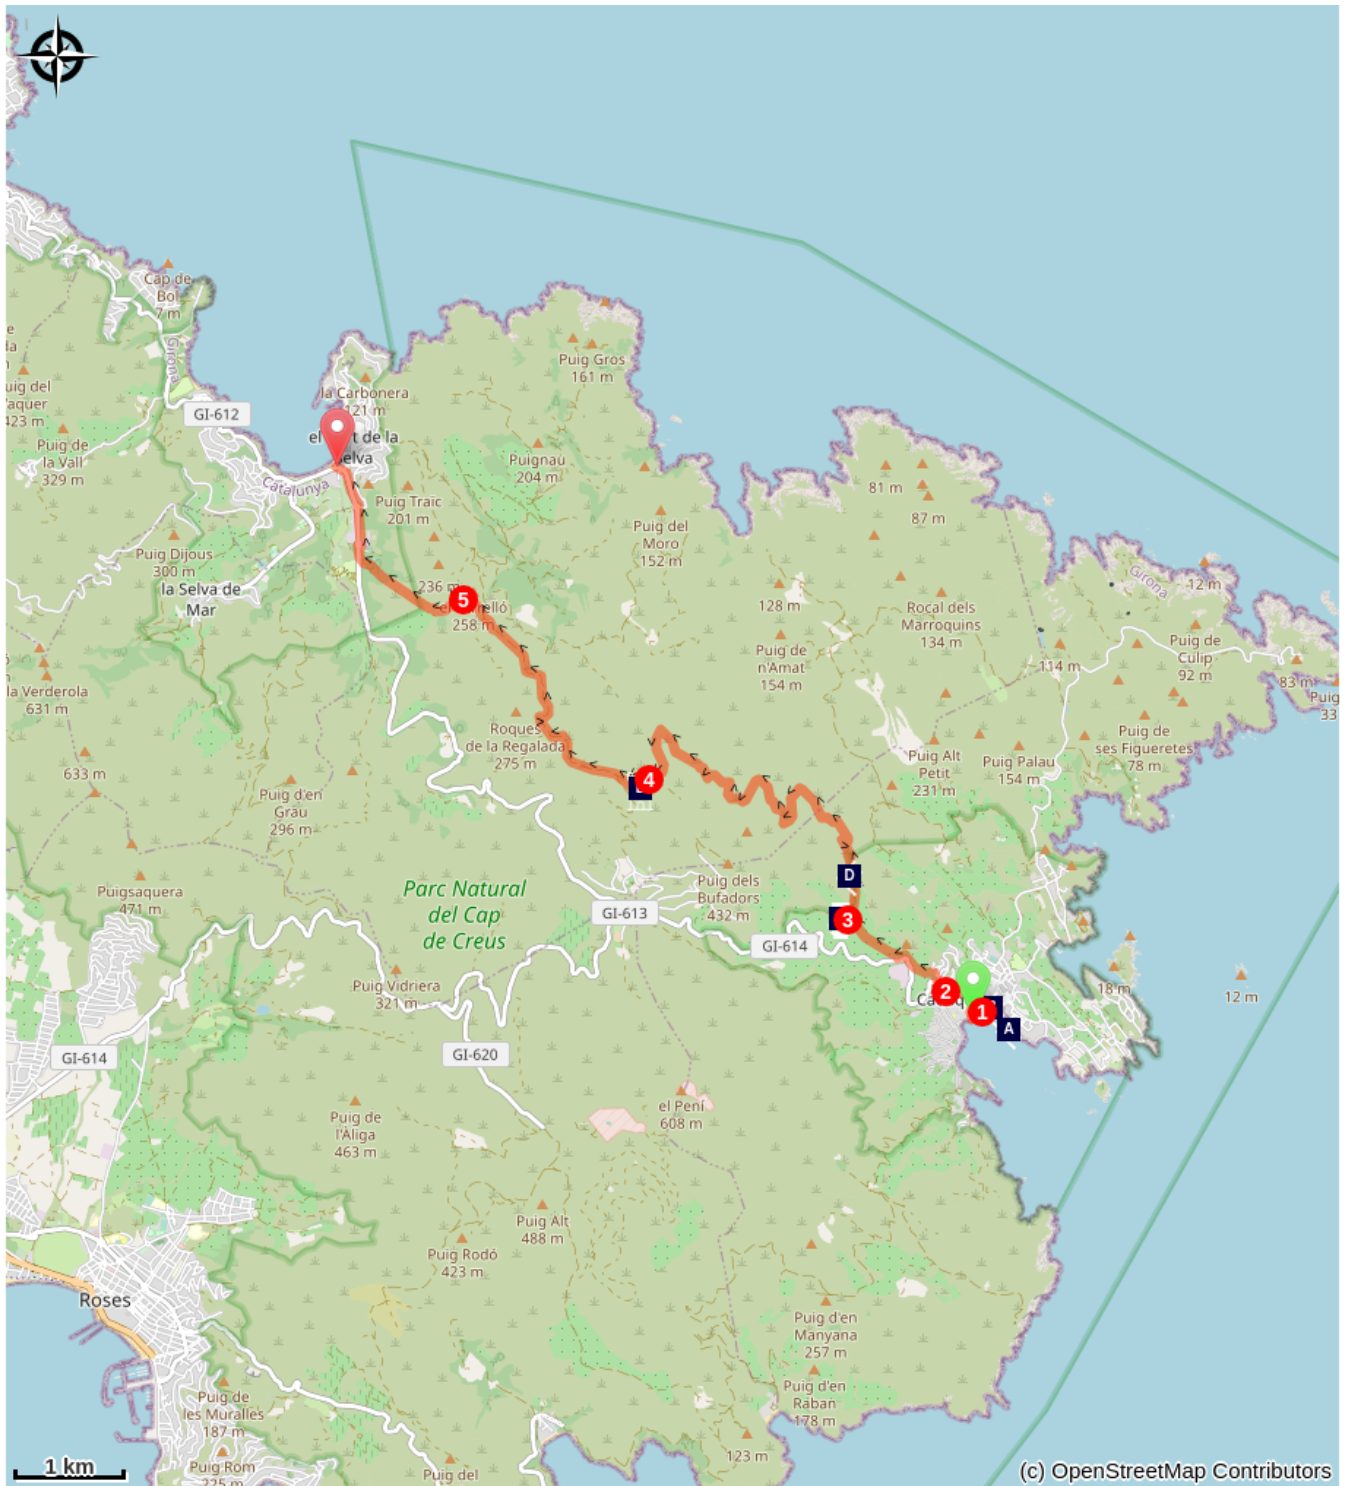 Cap de
Bol
7 m
Girona
uig del
423 m
GI-612
Puig de
la Vall
329 m
Catalunya
la Carbonera
121 m
Puig Gros
161 m
Puignau
204 m
Puig Traïc
201 m
Puig del
Moro
152 m
81 m
87 m
Puig Dijous
300 m
la Selva de
Mar
236 m
5
258 m
128 m
Rocal dels
Marroquins
134 m
Girona
12 m
Puig de
n'Amat
154 m
114 m
Puig de
Culip
92 m
83 m
Puig
33
la Verderola
631 m
Roques
de la Regalada
275 m
4
Puig Alt
Petit
231 m
Puig Palau
154 m
Puig de
ses Figueretes
78 m
633 m
Puig d'en
Grau
296 m
Puigsaquera
471 m
Parc Natural
del Cap
de Creus
GI-613
Puig dels
Bufadors
432 m
D
3
GI-614
2
1
A
18 m
12 m
Puig Vidriera
321 m
GI-614
GI-620
el Pení
608 m
Puig de
l'Àliga
463 m
Puig Alt
488 m
Puig Rodó
423 m
Roses
Puig d'en
Manyana
257 m
Puig d'en
Raban
178 m
Puig de
les Muralles
187 m
Puig Rom
225 m
Puig del
123 m
1 km
(c) OpenStreetMap Contributors